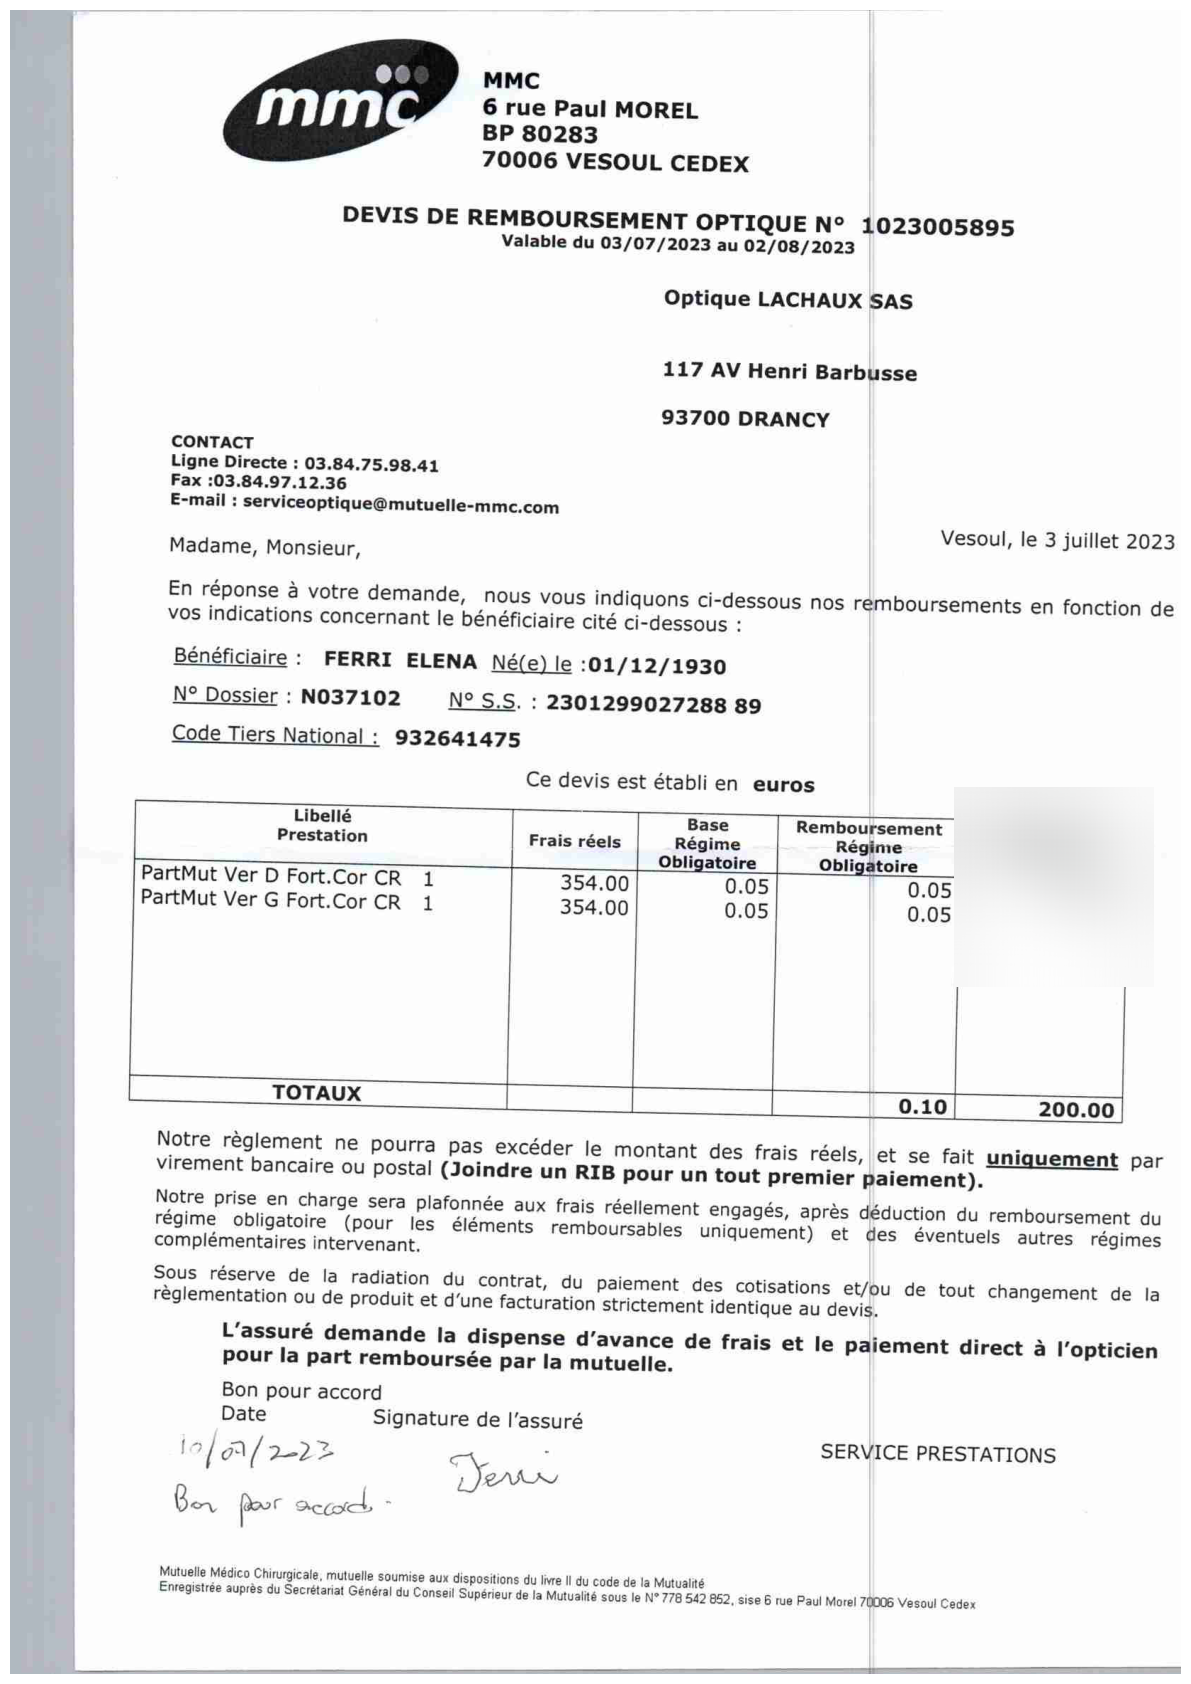 mmc
MMC
6 rue Paul MOREL
BP 80283
70006 VESOUL CEDEX
DEVIS DE REMBOURSEMENT OPTIQUE N° 1023005895
Valable du 03/07/2023 au 02/08/2023
Optique LACHAUX SAS
117 AV Henri Barbusse
93700 DRANCY
CONTACT
Ligne Directe : 03.84.75.98.41
Fax :03.84.97.12.36
E-mail : serviceoptique@mutuelle-mmc.com
Vesoul, le 3 juillet 2023
Madame, Monsieur,
En réponse à votre demande, nous vous indiquons ci-dessous nos remboursements en fonction de
vos indications concernant le bénéficiaire cité ci-dessous :
Bénéficiaire : FERRI ELENA Né(e) le :01/12/1930
N° Dossier : N037102 N° S.S. : 2301299027288 89
Code Tiers National : 932641475
Ce devis est établi en euros
Libellé Prestation Frais réels Base Régime Obligatoire Remboursement Régime Obligatoire
PartMut Ver D Fort.Cor CR 1 354.00 0.05 0.05
PartMut Ver G Fort.Cor CR 1 354.00 0.05 0.05
TOTAUX 0.10 200.00
Notre règlement ne pourra pas excéder le montant des frais réels, et se fait uniquement par
virement bancaire ou postal (Joindre un RIB pour un tout premier paiement).
Notre prise en charge sera plafonnée aux frais réellement engagés, après déduction du remboursement du
régime obligatoire (pour les éléments remboursables uniquement) et des éventuels autres régimes
complémentaires intervenant.
Sous réserve de la radiation du contrat, du paiement des cotisations et/ou de tout changement de la
règlementation ou de produit et d'une facturation strictement identique au devis.
L'assuré demande la dispense d'avance de frais et le paiement direct à l'opticien
pour la part remboursée par la mutuelle.
Bon pour accord
Date Signature de l'assuré
10/07/2023 Ferri
SERVICE PRESTATIONS
Bon pour accord.
Mutuelle Médico Chirurgicale, mutuelle soumise aux dispositions du livre II du code de la Mutualité
Enregistrée auprès du Secrétariat Général du Conseil Supérieur de la Mutualité sous le N° 778 542 852, sise 6 rue Paul Morel 70006 Vesoul Cedex